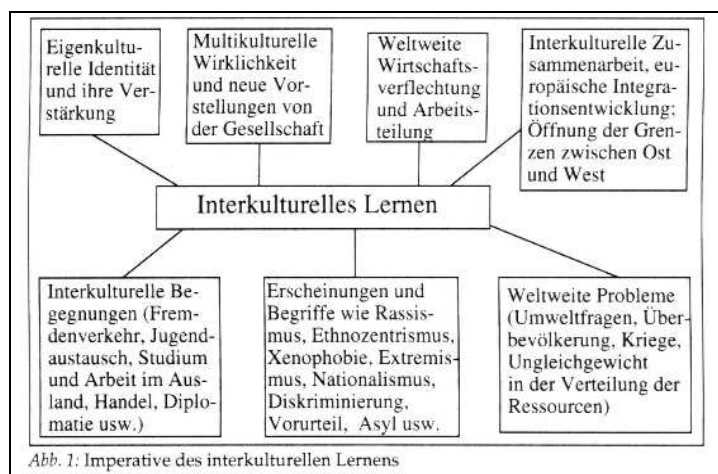 Eigenkultu-
relle Identität
und ihre Ver-
stärkung
Multikulturelle
Wirklichkeit
und neue Vor-
stellungen von
der Gesellschaft
Weltweite
Wirtschafts-
verflechtung
und Arbeits-
teilung
Interkulturelle Zu-
sammenarbeit, eu-
ropäische Integra-
tionsentwicklung;
Öffnung der Gren-
zen zwischen Ost
und West
Interkulturelles Lernen
Interkulturelle Be-
gegnungen (Frem-
denverkehr, Jugend-
austausch, Studium
und Arbeit im Aus-
land, Handel, Diplo-
matie usw.)
Erscheinungen und
Begriffe wie Rassis-
mus, Ethnozentrismus,
Xenophobie, Extremis-
mus, Nationalismus,
Diskriminierung,
Vorurteil, Asyl usw.
Weltweite Probleme
(Umweltfragen, Über-
bevölkerung, Kriege,
Ungleichgewicht
in der Verteilung der
Ressourcen)
Abb. 1: Imperative des interkulturellen Lernens